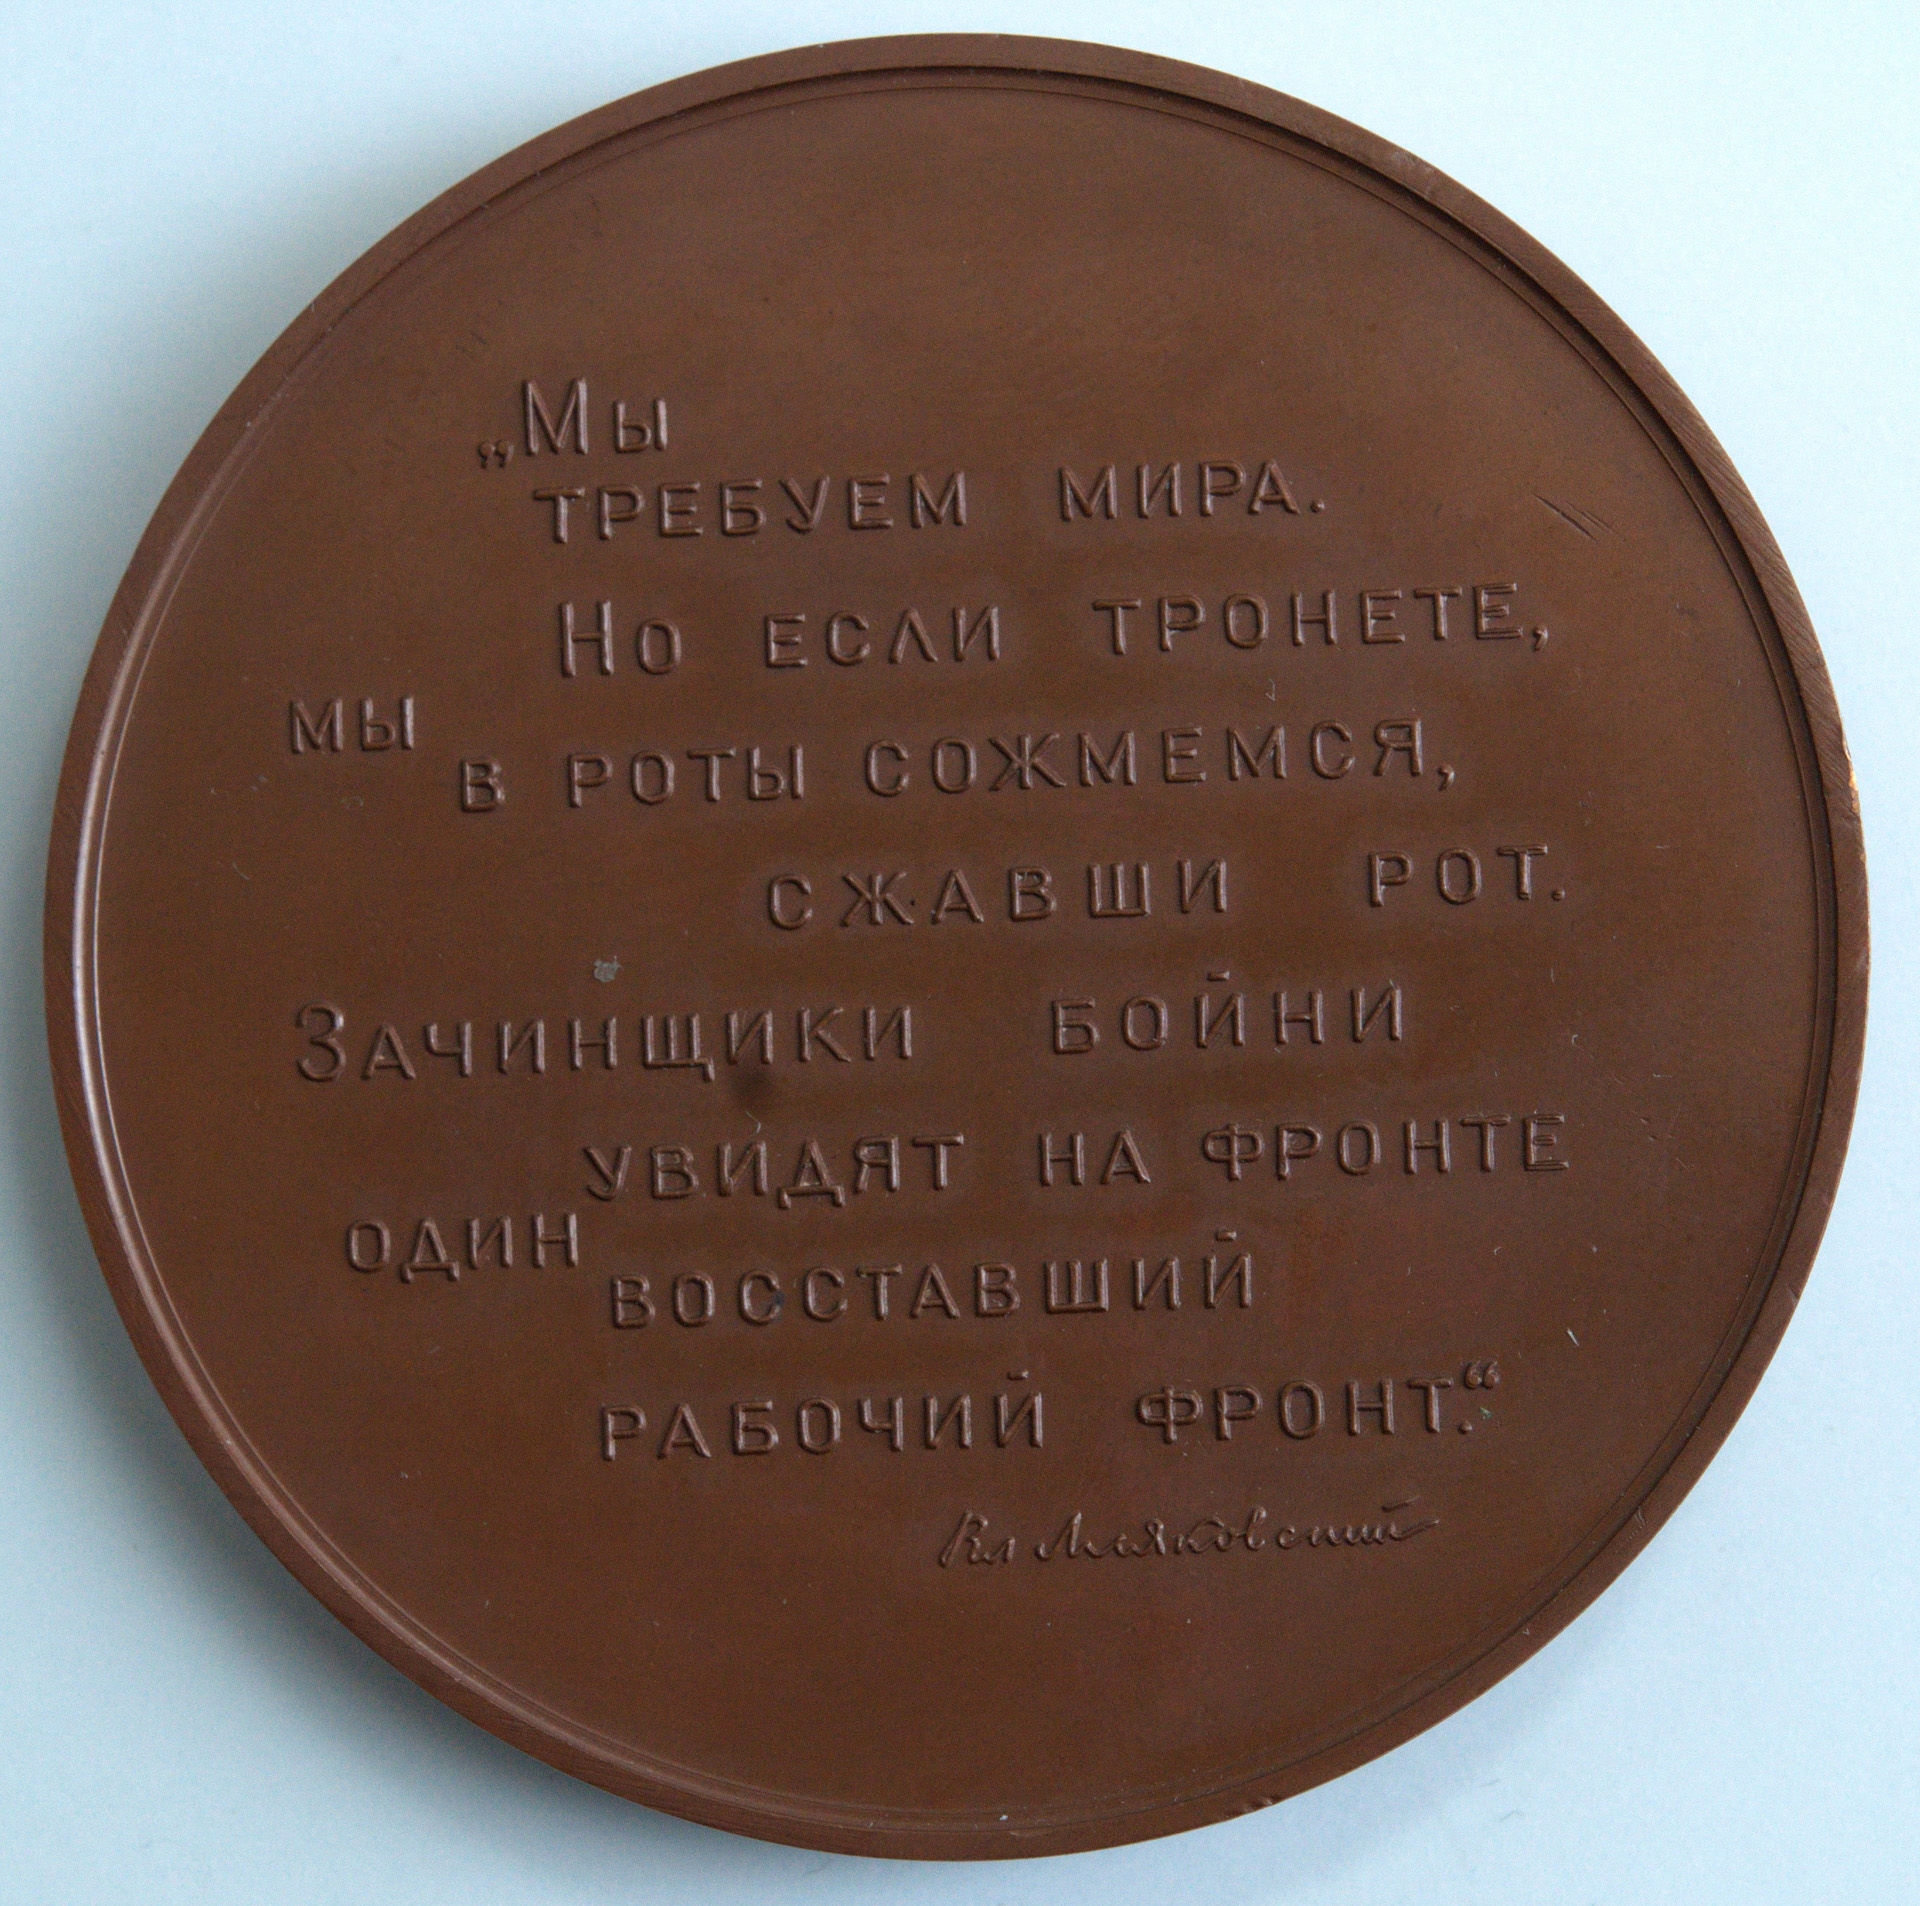 „Мы
требуем мира.
Но если тронете,
мы
в роты сожмемся,
сжавши рот.
Зачинщики бойни
увидят на фронте
один
восставший
рабочий фронт.“
Вл Маяковский